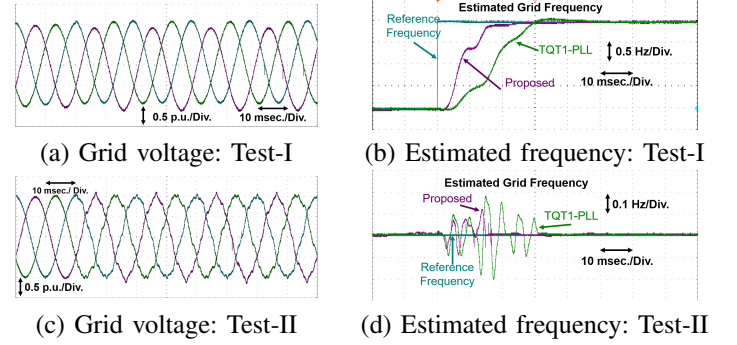 0.5 p.u./Div.
10 msec./Div.
(a) Grid voltage: Test-I
Estimated Grid Frequency
Reference
Frequency
TQT1-PLL
0.5 Hz/Div.
Proposed
10 msec./Div.
(b) Estimated frequency: Test-I
10 msec./ Div.
0.5 p.u./Div.
(c) Grid voltage: Test-II
Estimated Grid Frequency
Proposed
0.1 Hz/Div.
TQT1-PLL
Reference
Frequency
10 msec./Div.
(d) Estimated frequency: Test-II